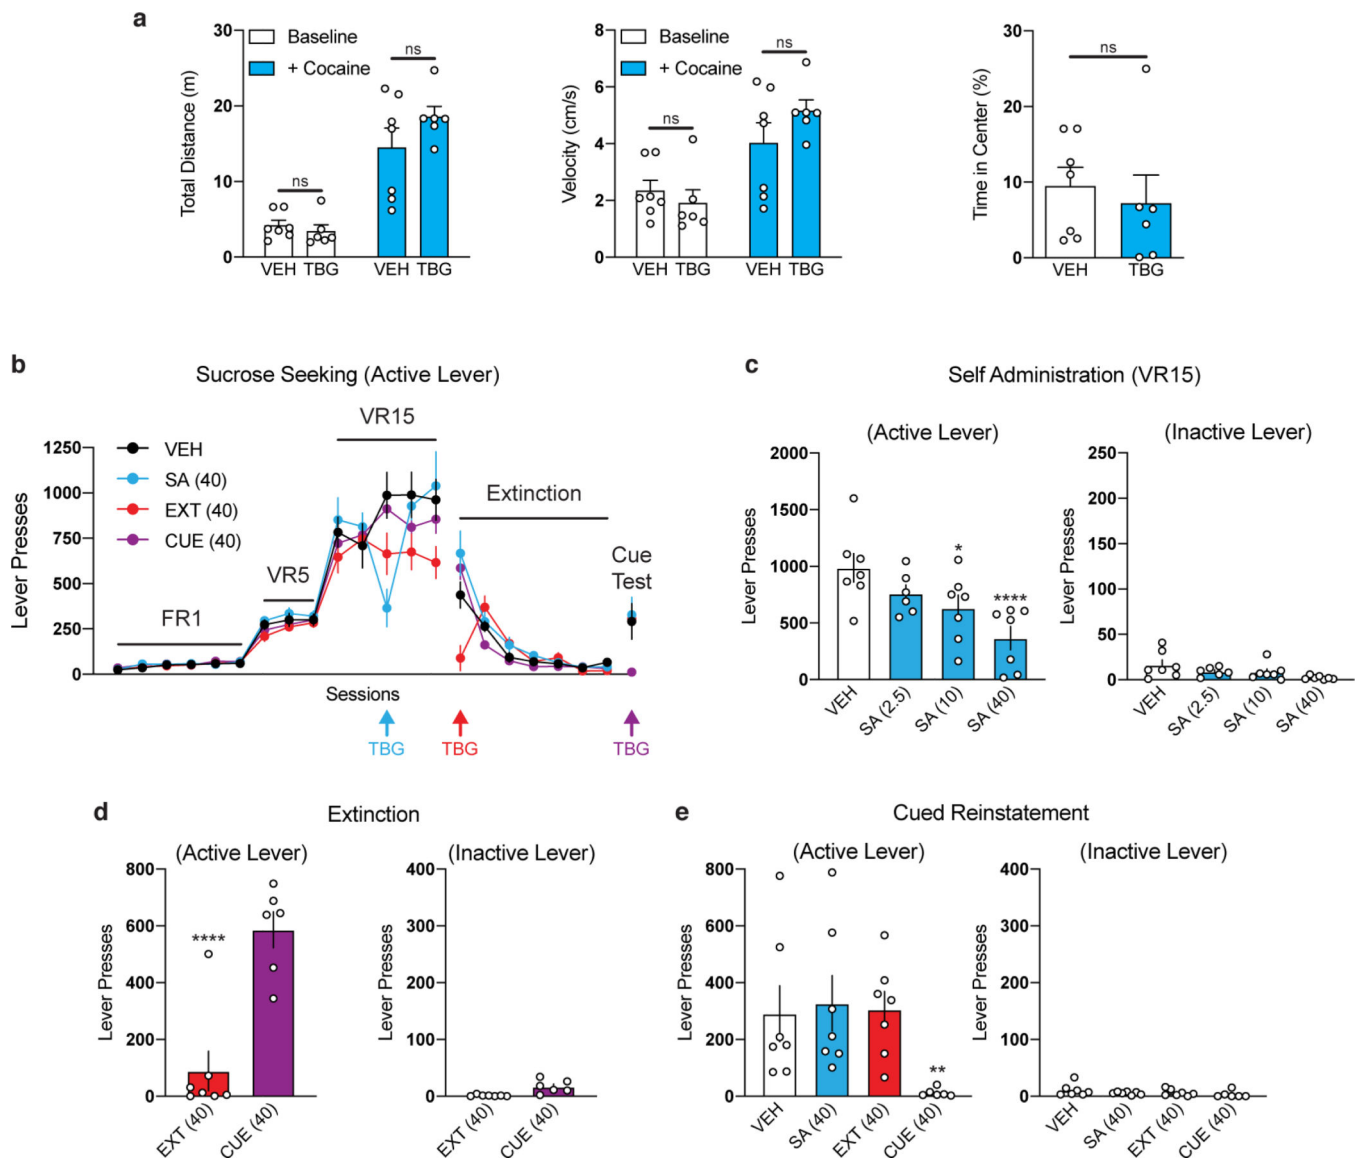 a
30
20
10
0
Total Distance (m)
Baseline
+ Cocaine
ns
ns
VEH TBG
VEH TBG
8
6
4
2
0
Velocity (cm/s)
Baseline
+ Cocaine
ns
ns
VEH TBG
VEH TBG
30
20
10
0
Time in Center (%)
ns
VEH
TBG
b
Sucrose Seeking (Active Lever)
1250
1000
750
500
250
0
Lever Presses
VEH
SA (40)
EXT (40)
CUE (40)
FR1
VR5
VR15
Extinction
Cue
Test
Sessions
TBG
TBG
TBG
c
Self Administration (VR15)
(Active Lever)
2000
1500
1000
500
0
Lever Presses
*
****
VEH
SA (2.5)
SA (10)
SA (40)
(Inactive Lever)
250
200
150
100
50
0
Lever Presses
VEH
SA (2.5)
SA (10)
SA (40)
d
Extinction
(Active Lever)
800
600
400
200
0
Lever Presses
****
EXT (40)
CUE (40)
(Inactive Lever)
400
300
200
100
0
Lever Presses
EXT (40)
CUE (40)
e
Cued Reinstatement
(Active Lever)
800
600
400
200
0
Lever Presses
**
VEH
SA (40)
EXT (40)
CUE (40)
(Inactive Lever)
400
300
200
100
0
Lever Presses
VEH
SA (40)
EXT (40)
CUE (40)